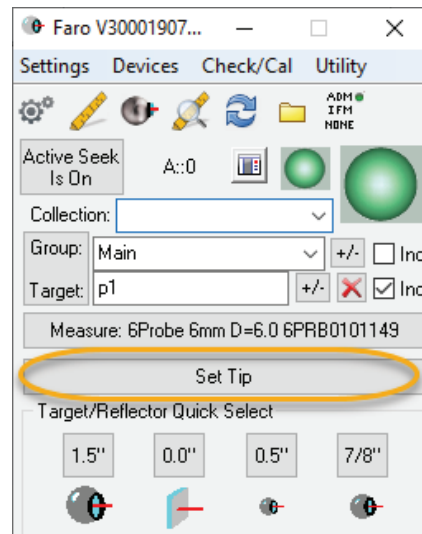 Faro V30001907...
Settings Devices Check/Cal Utility
ADM
IFM
NONE
Active Seek
Is On
A::0
Collection:
Group: Main +/- Inc
Target: p1 +/- Inc
Measure: 6Probe 6mm D=6.0 6PRB0101149
Set Tip
Target/Reflector Quick Select
1.5" 0.0" 0.5" 7/8"